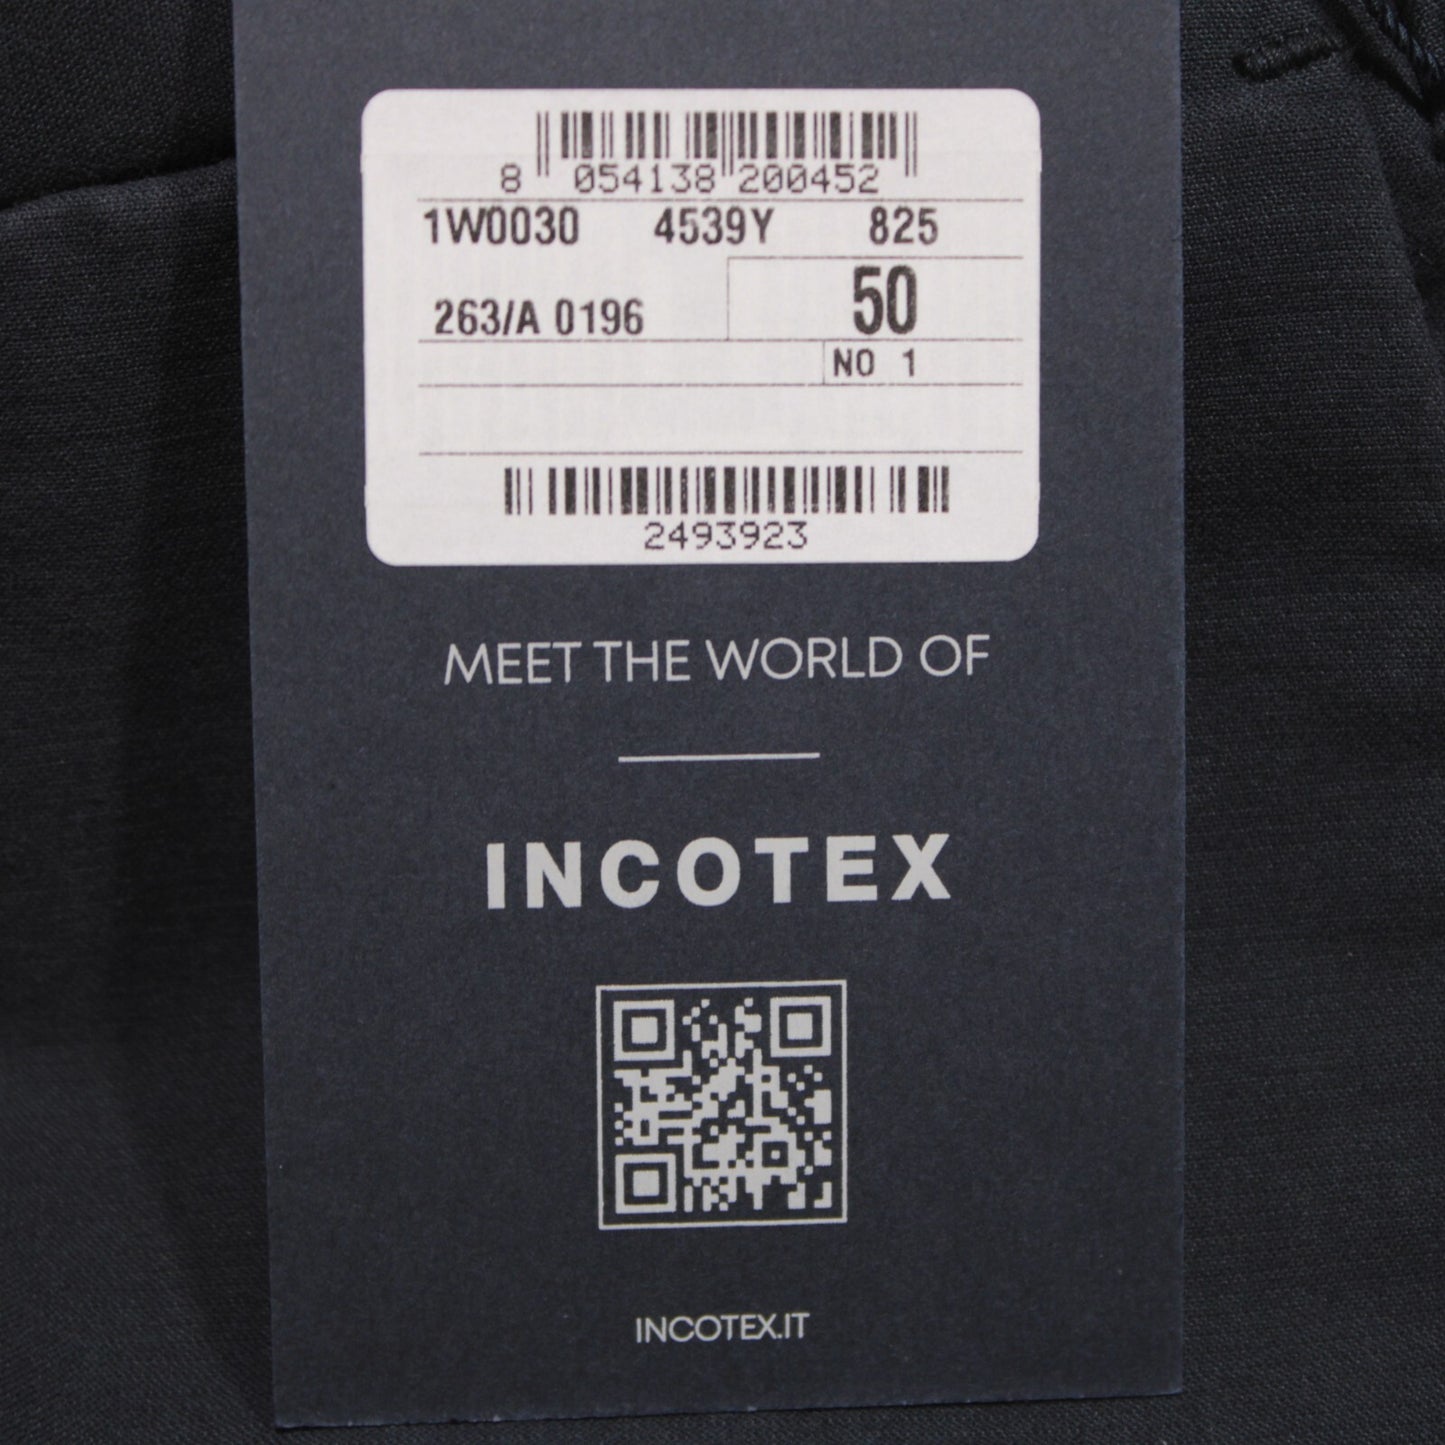 8 054138 200452
1W0030 4539Y 825
263/A 0196 50
NO 1
2493923
MEET THE WORLD OF
INCOTEX
INCOTEX.IT